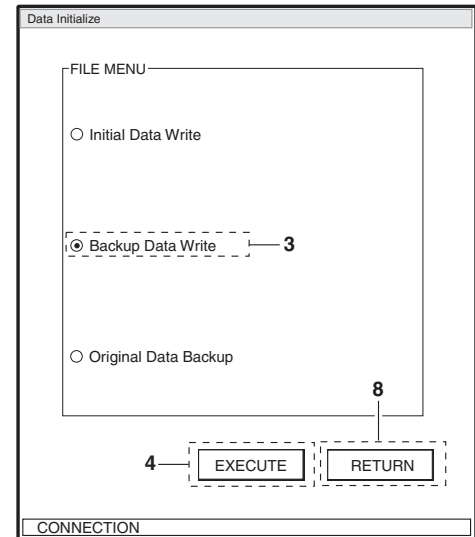 Data Initialize
FILE MENU
Initial Data Write
Backup Data Write 3
Original Data Backup
8
4 EXECUTE RETURN
CONNECTION